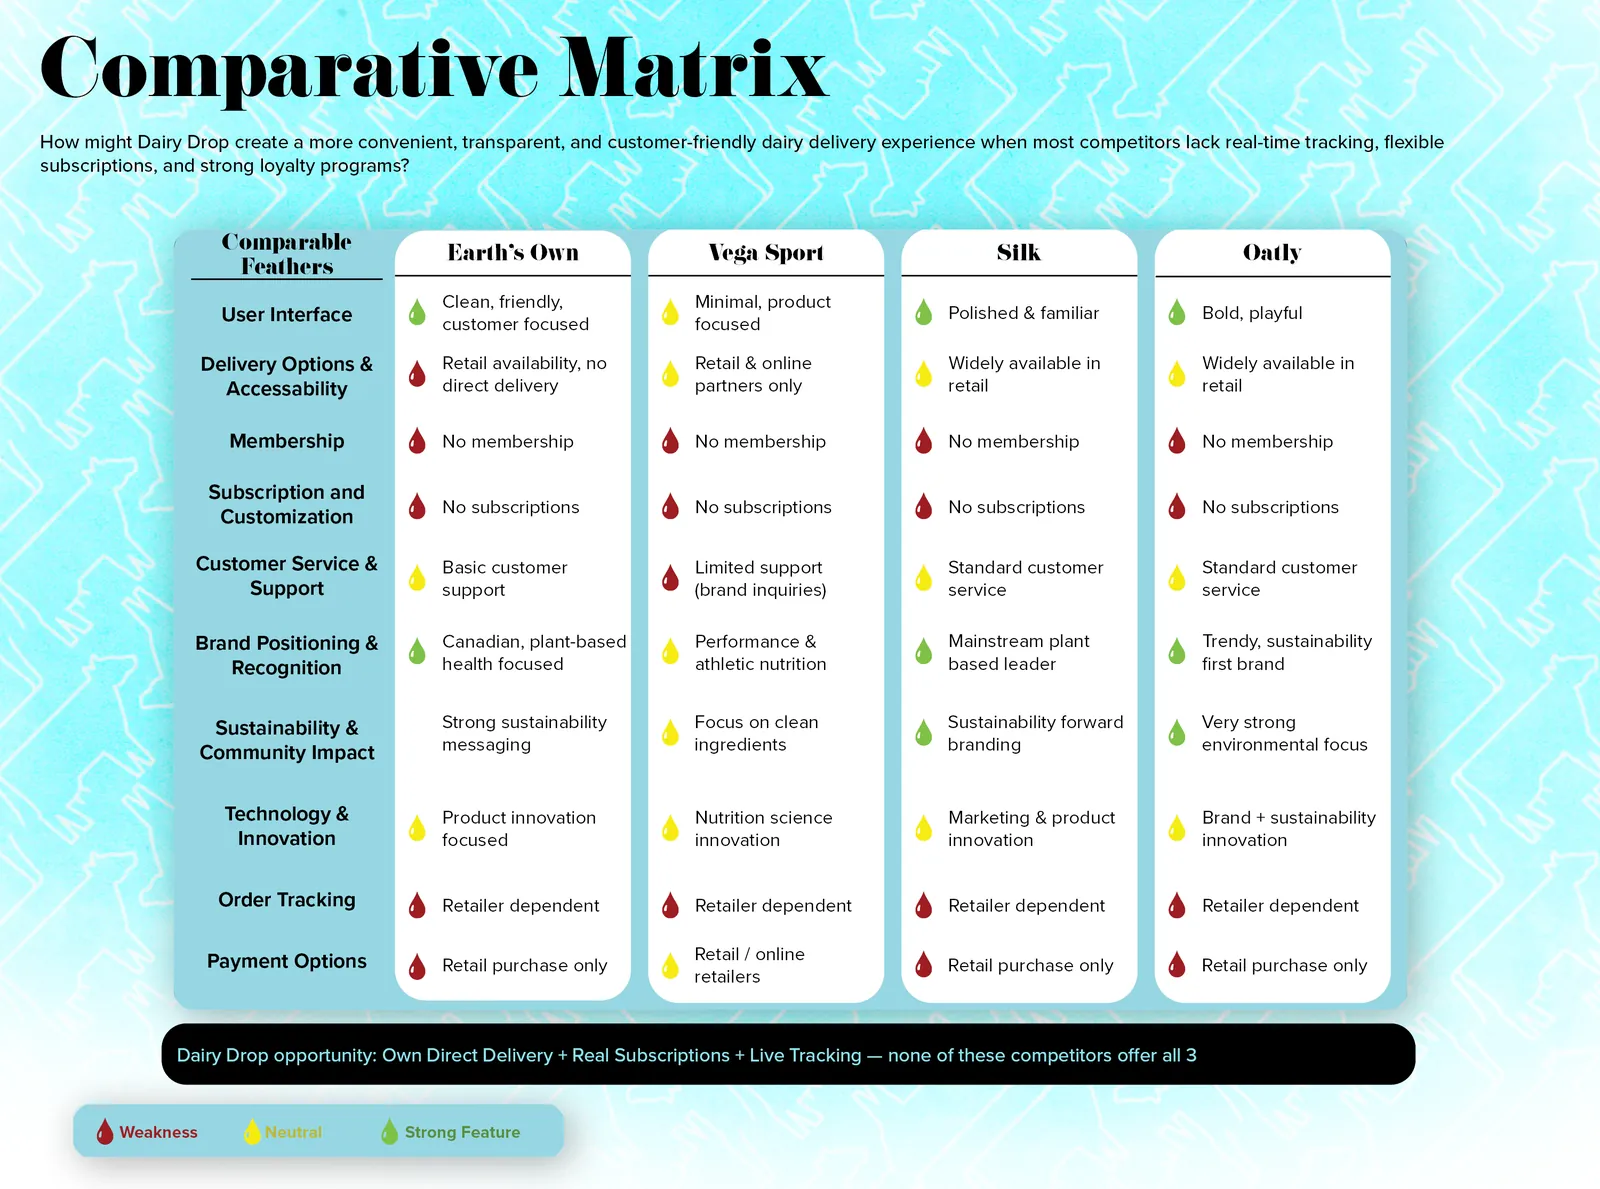 Comparative Matrix
How might Dairy Drop create a more convenient, transparent, and customer-friendly dairy delivery experience when most competitors lack real-time tracking, flexible
subscriptions, and strong loyalty programs?
Comparable
Feathers
Earth's Own
Vega Sport
Silk
Oatly
User Interface
Clean, friendly,
customer focused
Minimal, product
focused
Polished & familiar
Bold, playful
Delivery Options &
Accessability
Retail availability, no
direct delivery
Retail & online
partners only
Widely available in
retail
Widely available in
retail
Membership
No membership
No membership
No membership
No membership
Subscription and
Customization
No subscriptions
No subscriptions
No subscriptions
No subscriptions
Customer Service &
Support
Basic customer
support
Limited support
(brand inquiries)
Standard customer
service
Standard customer
service
Brand Positioning &
Recognition
Canadian, plant-based
health focused
Performance &
athletic nutrition
Mainstream plant
based leader
Trendy, sustainability
first brand
Sustainability &
Community Impact
Strong sustainability
messaging
Focus on clean
ingredients
Sustainability forward
branding
Very strong
environmental focus
Technology &
Innovation
Product innovation
focused
Nutrition science
innovation
Marketing & product
innovation
Brand + sustainability
innovation
Order Tracking
Retailer dependent
Retailer dependent
Retailer dependent
Retailer dependent
Payment Options
Retail purchase only
Retail / online
retailers
Retail purchase only
Retail purchase only
Dairy Drop opportunity: Own Direct Delivery + Real Subscriptions + Live Tracking — none of these competitors offer all 3
Weakness
Neutral
Strong Feature